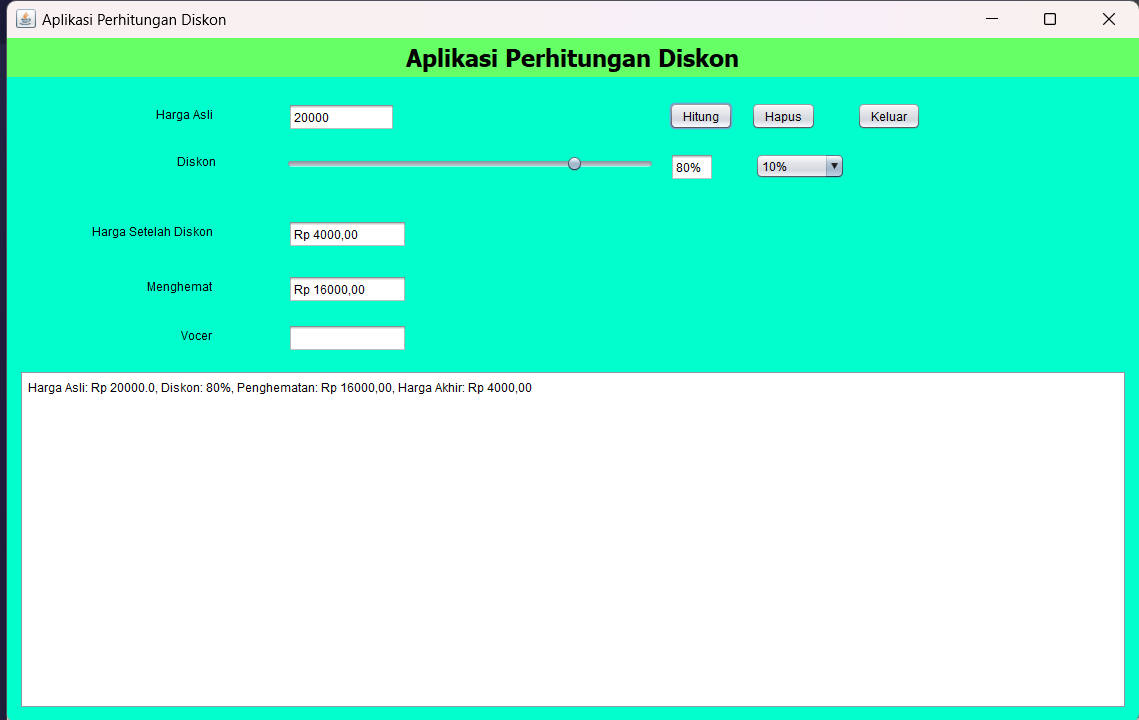 Aplikasi Perhitungan Diskon
Aplikasi Perhitungan Diskon
Harga Asli 20000 Hitung Hapus Keluar
Diskon 80% 10%
Harga Setelah Diskon Rp 4000,00
Menghemat Rp 16000,00
Vocer
Harga Asli: Rp 20000.0, Diskon: 80%, Penghematan: Rp 16000,00, Harga Akhir: Rp 4000,00